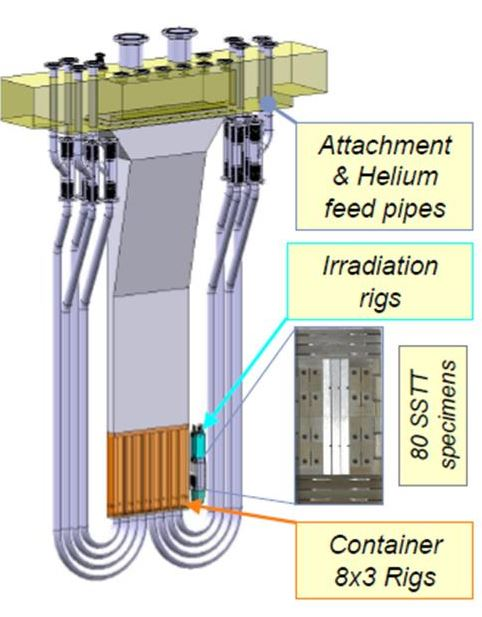 Attachment
& Helium
feed pipes
Irradiation
rigs
80 SSTT
specimens
Container
8x3 Rigs